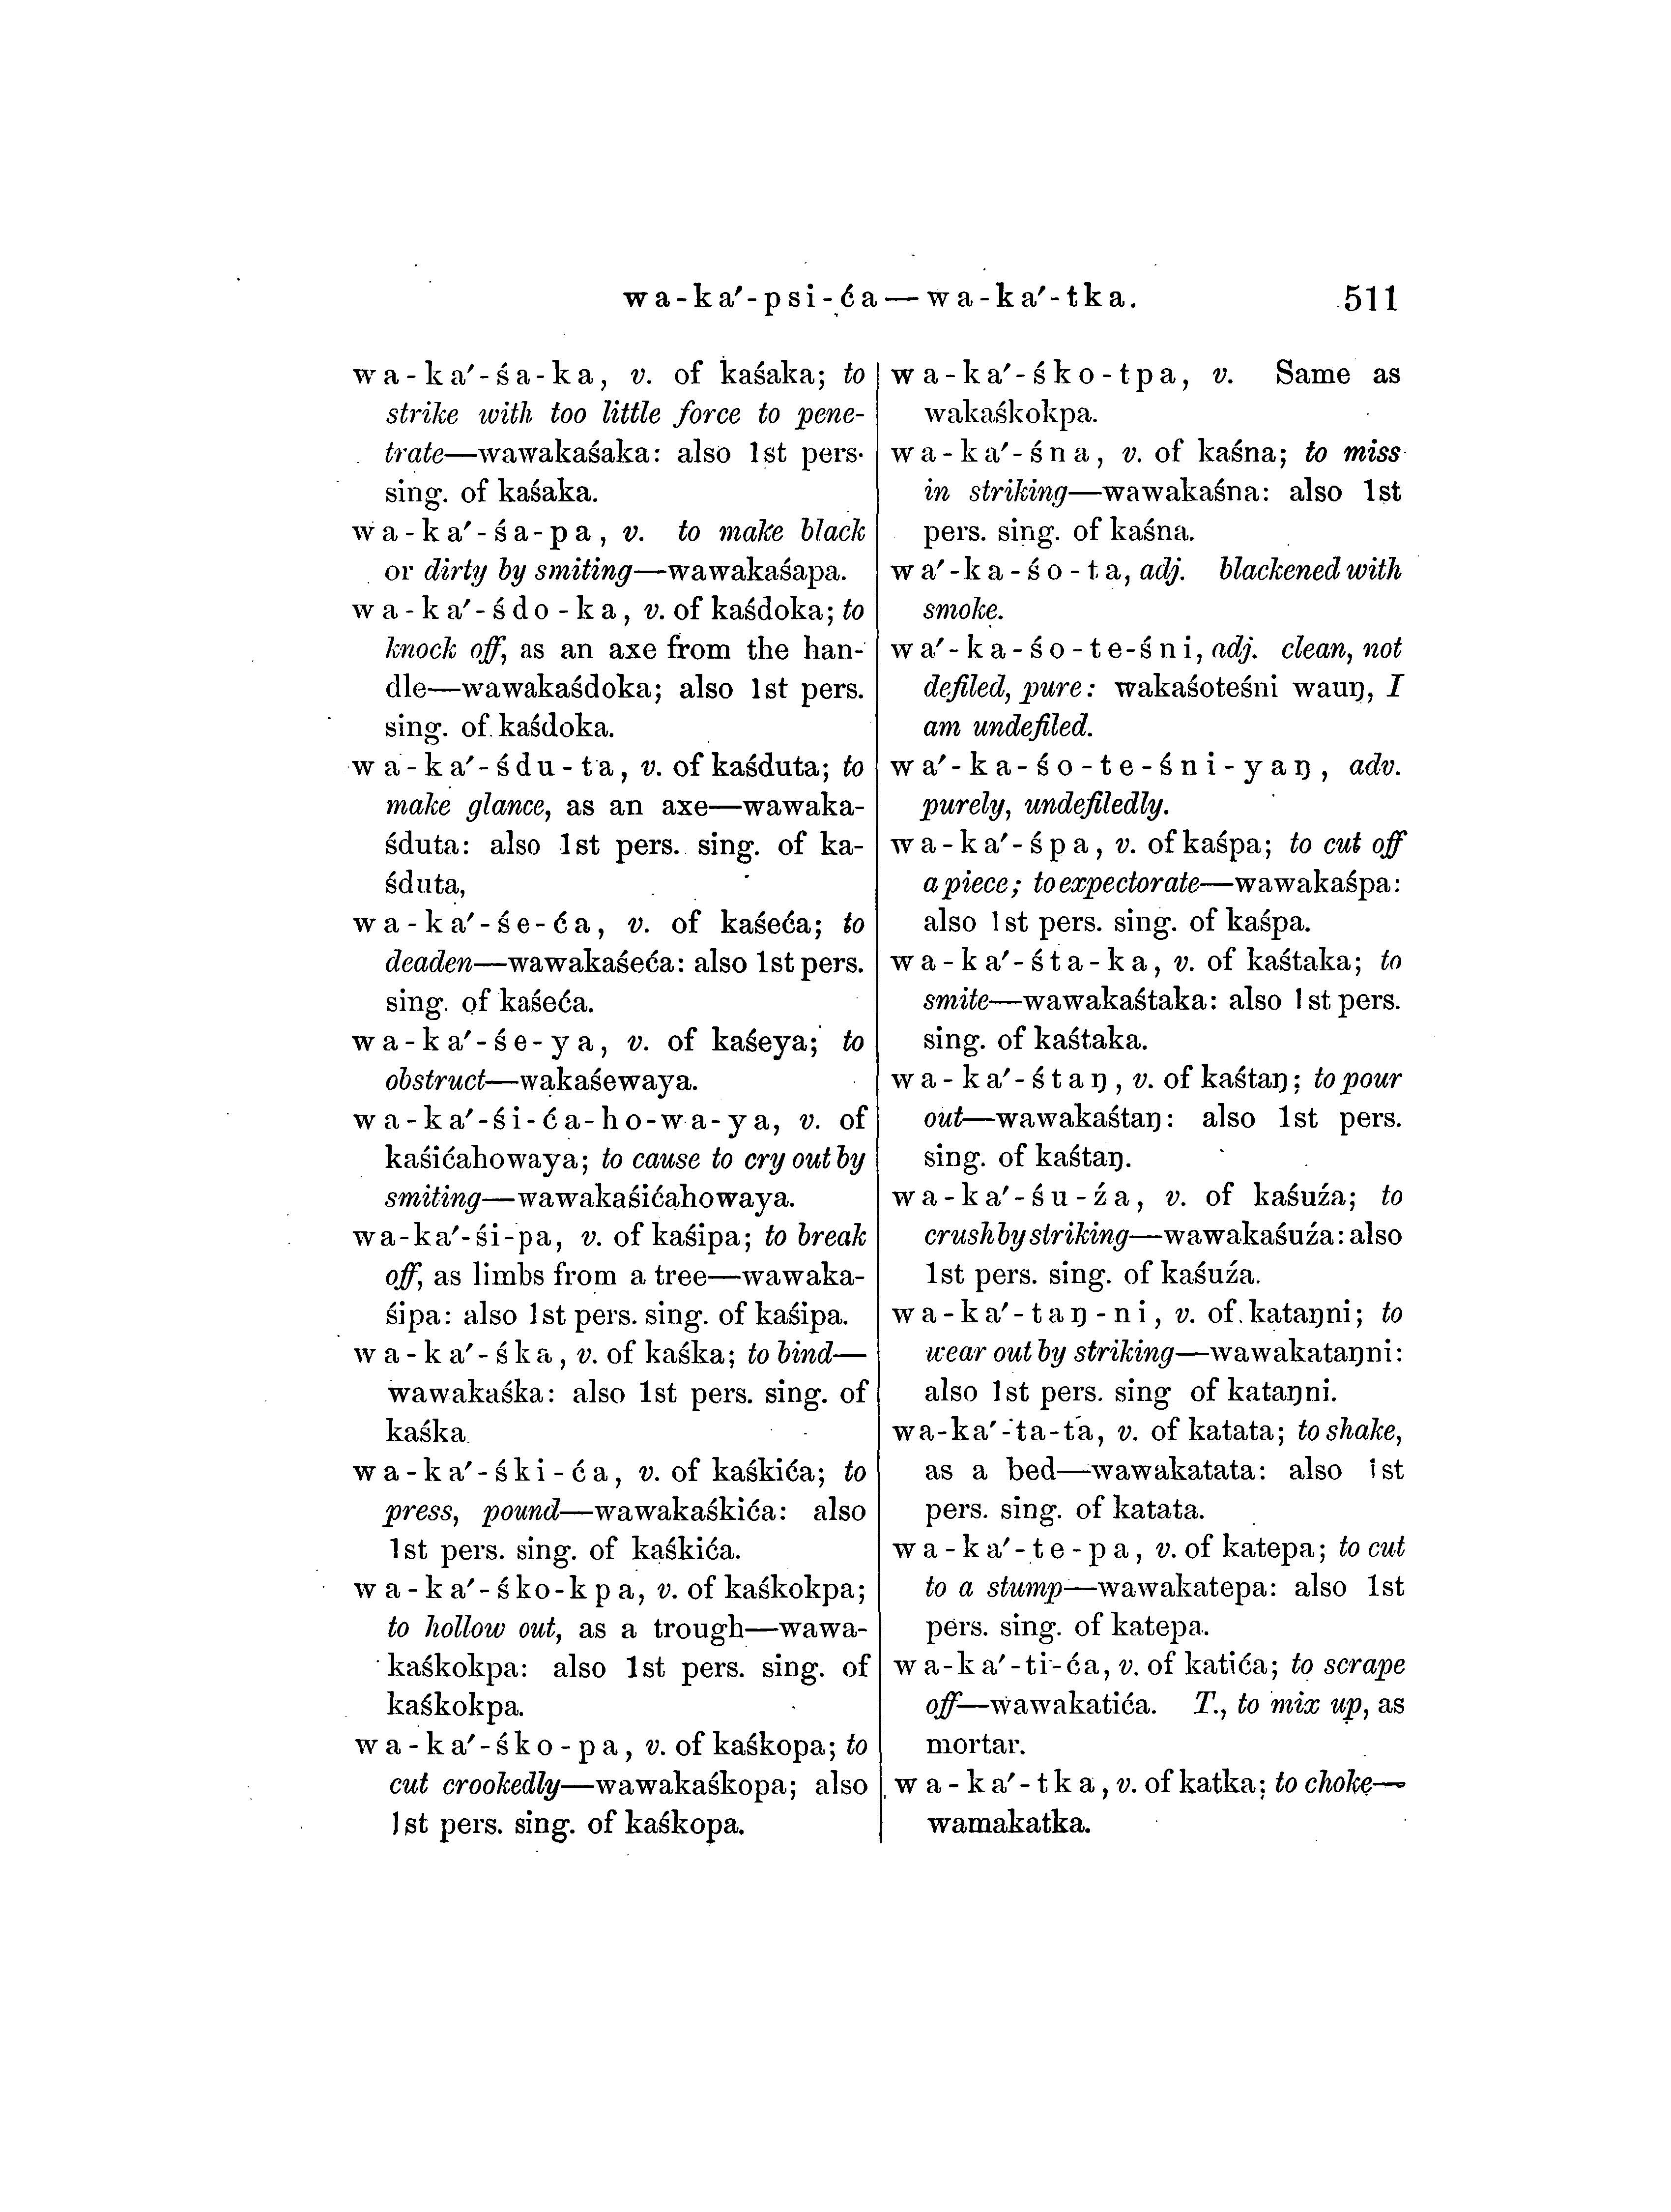 wa-ka′-psi-ća—wa-ka′-tka. 511
wa-ka′-śa-ka, v. of kaśaka; to
strike with too little force to pene-
trate—wawakaśaka: also 1st pers.
sing. of kaśaka.
wa-ka′-śa-pa, v. to make black
or dirty by smiting—wawakaśapa.
wa-ka′-śdo-ka, v. of kaśdoka; to
knock off, as an axe from the han-
dle—wawakaśdoka; also 1st pers.
sing. of kaśdoka.
wa-ka′-śdu-ta, v. of kaśduta; to
make glance, as an axe—wawaka-
śduta: also 1st pers. sing. of ka-
śduta,
wa-ka′-śe-ća, v. of kaśeća; to
deaden—wawakaśeća: also 1st pers.
sing. of kaśeća.
wa-ka′-śe-ya, v. of kaśeya; to
obstruct—wakaśewaya.
wa-ka′-śi-ća-ho-wa-ya, v. of
kaśićahowaya; to cause to cry out by
smiting—wawakaśićahowaya.
wa-ka′-śi-pa, v. of kaśipa; to break
off, as limbs from a tree—wawaka-
śipa: also 1st pers. sing. of kaśipa.
wa-ka′-śka, v. of kaśka; to bind—
wawakaśka: also 1st pers. sing. of
kaśka
wa-ka′-ški-ća, v. of kaśkića; to
press, pound—wawakaśkića: also
1st pers. sing. of kaśkića.
wa-ka′-śko-kpa, v. of kaśkokpa;
to hollow out, as a trough—wawa-
kaśkokpa: also 1st pers. sing. of
kaśkokpa.
wa-ka′-śko-pa, v. of kaśkopa; to
cut crookedly—wawakaśkopa; also
1st pers. sing. of kaśkopa.
wa-ka′-śko-tpa, v. Same as
wakaśkokpa.
wa-ka′-śna, v. of kaśna; to miss
in striking—wawakaśna: also 1st
pers. sing. of kaśna.
wa′-ka-śo-ta, adj. blackened with
smoke.
wa′-ka-śo-te-śni, adj. clean, not
defiled, pure: wakaśoteśni wauŋ, I
am undefiled.
wa′-ka-śo-te-śni-yaŋ, adv.
purely, undefiledly.
wa-ka′-śpa, v. of kaśpa; to cut off
a piece; to expectorate—wawakaśpa:
also 1st pers. sing. of kaśpa.
wa-ka′-śta-ka, v. of kaśtaka; to
smite—wawakaśtaka: also 1st pers.
sing. of kaśtaka.
wa-ka′-śtaŋ, v. of kaśtaŋ; to pour
out—wawakaśtaŋ: also 1st pers.
sing. of kaśtaŋ.
wa-ka′-śu-źa, v. of kaśuźa; to
crush by striking—wawakaśuźa: also
1st pers. sing. of kaśuźa.
wa-ka′-taŋ-ni, v. of kataŋni; to
wear out by striking—wawakataŋni:
also 1st pers. sing of kataŋni.
wa-ka′-ta-ta, v. of katata; to shake,
as a bed—wawakatata: also 1st
pers. sing. of katata.
wa-ka′-te-pa, v. of katepa; to cut
to a stump—wawakatepa: also 1st
pers. sing. of katepa.
wa-ka′-ti-ća, v. of katića; to scrape
off—wawakatića. T., to mix up, as
mortar.
wa-ka′-tka, v. of katka; to choke—
wamakatka.